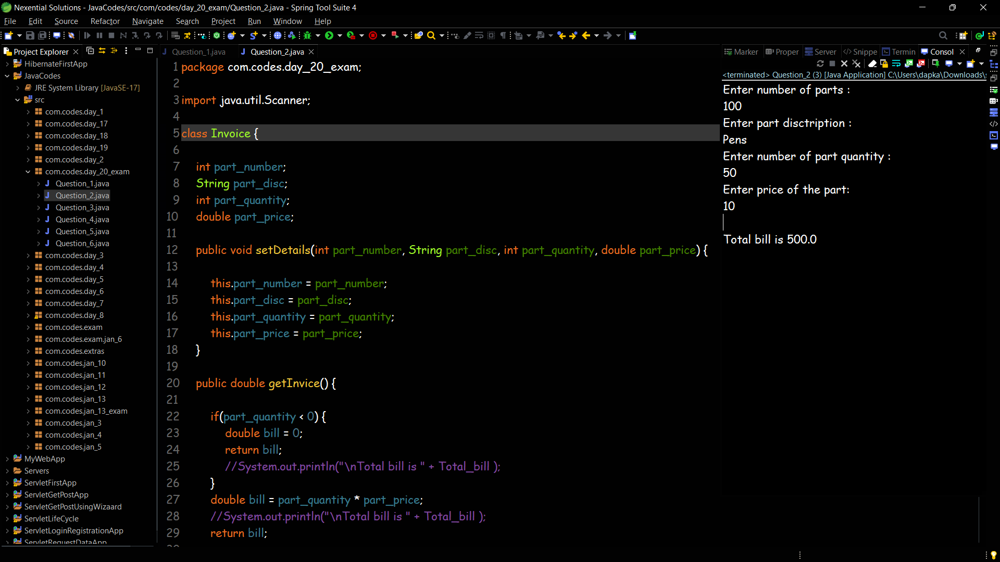 Nexential Solutions - JavaCodes/src/com/codes/day_20_exam/Question_2.java - Spring Tool Suite 4
File Edit Source Refactor Navigate Search Project Run Window Help
Project Explorer
HibernateFirstApp
JavaCodes
JRE System Library [JavaSE-17]
src
com.codes.day_1
com.codes.day_17
com.codes.day_18
com.codes.day_19
com.codes.day_2
com.codes.day_20_exam
Question_1.java
Question_2.java
Question_3.java
Question_4.java
Question_5.java
Question_6.java
com.codes.day_3
com.codes.day_4
com.codes.day_5
com.codes.day_6
com.codes.day_7
com.codes.day_8
com.codes.exam
com.codes.exam.jan_6
com.codes.extras
com.codes.jan_10
com.codes.jan_11
com.codes.jan_12
com.codes.jan_13
com.codes.jan_13_exam
com.codes.jan_3
com.codes.jan_4
com.codes.jan_5
MyWebApp
Servers
ServletFirstApp
ServletGetPostApp
ServletGetPostUsingWizaard
ServletLifeCycle
ServletLoginRegistrationApp
ServletRequestDataApp
Question_1.java Question_2.java
1 package com.codes.day_20_exam;
2
3 import java.util.Scanner;
4
5 class Invoice {
6
7 int part_number;
8 String part_disc;
9 int part_quantity;
10 double part_price;
11
12 public void setDetails(int part_number, String part_disc, int part_quantity, double part_price) {
13
14 this.part_number = part_number;
15 this.part_disc = part_disc;
16 this.part_quantity = part_quantity;
17 this.part_price = part_price;
18 }
19
20 public double getInvice() {
21
22 if(part_quantity < 0) {
23 double bill = 0;
24 return bill;
25 //System.out.println("\nTotal bill is " + Total_bill );
26 }
27 double bill = part_quantity * part_price;
28 //System.out.println("\nTotal bill is " + Total_bill );
29 return bill;
Marker Proper Server Snippe Termin Consol
<terminated> Question_2 (3) [Java Application] C:\Users\dapka\Downloads\
Enter number of parts :
100
Enter part disctription :
Pens
Enter number of part quantity :
50
Enter price of the part:
10
Total bill is 500.0